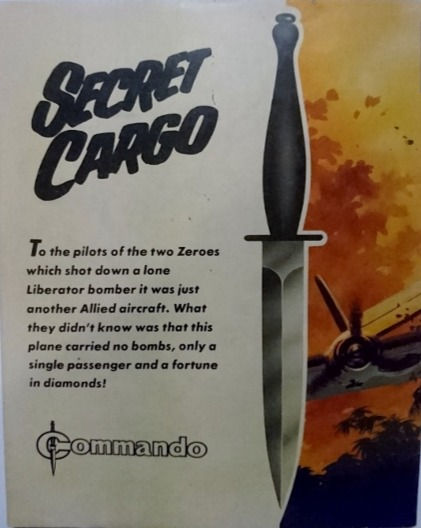 SECRET
CARGO
To the pilots of the two Zeroes
which shot down a lone
Liberator bomber it was just
another Allied aircraft. What
they didn't know was that this
plane carried no bombs, only a
single passenger and a fortune
in diamonds!
Commando